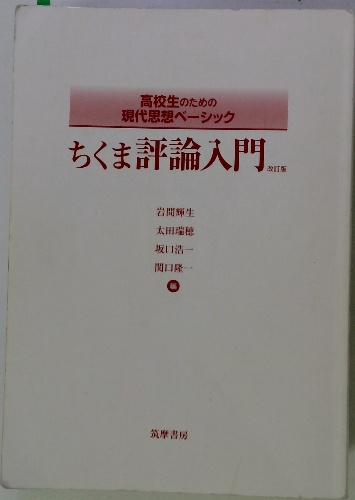 高校生のための
現代思想ベーシック
ちくま評論入門 改訂版
岩間輝生
太田瑞穂
坂口浩一
関口隆一
編
筑摩書房